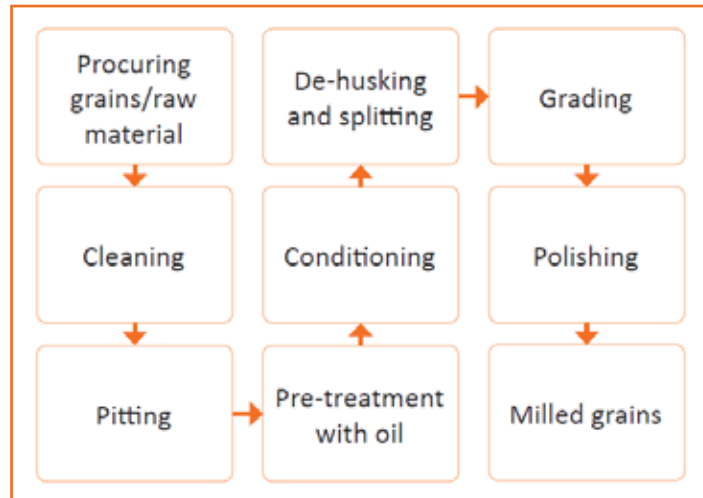 Procuring
grains/raw
material
Cleaning
Pitting
Pre-treatment
with oil
Conditioning
De-husking
and splitting
Grading
Polishing
Milled grains